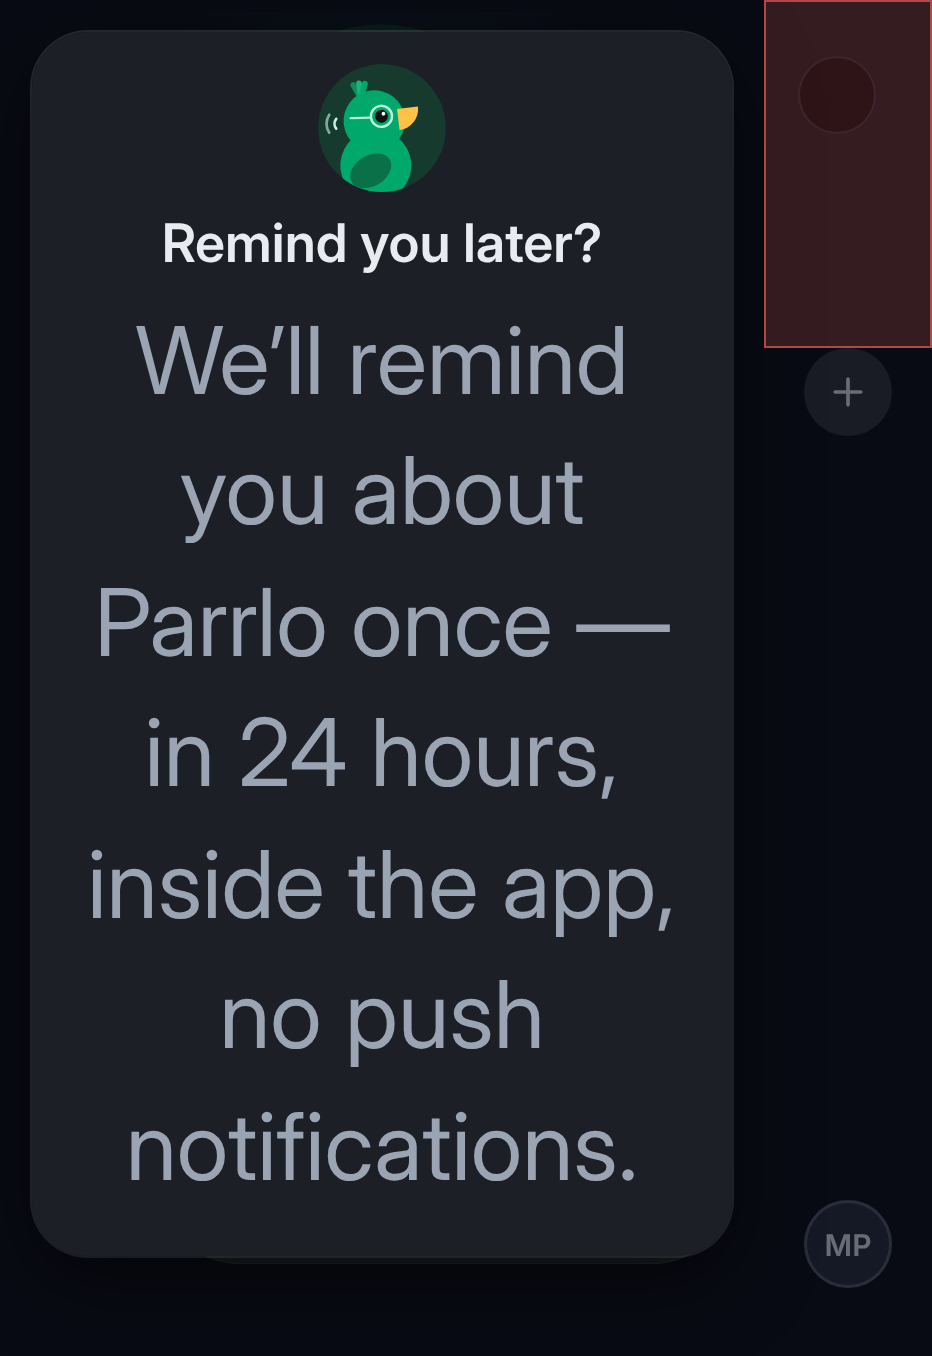 Remind you later?
We’ll remind
you about
Parrlo once —
in 24 hours,
inside the app,
no push
notifications.
MP